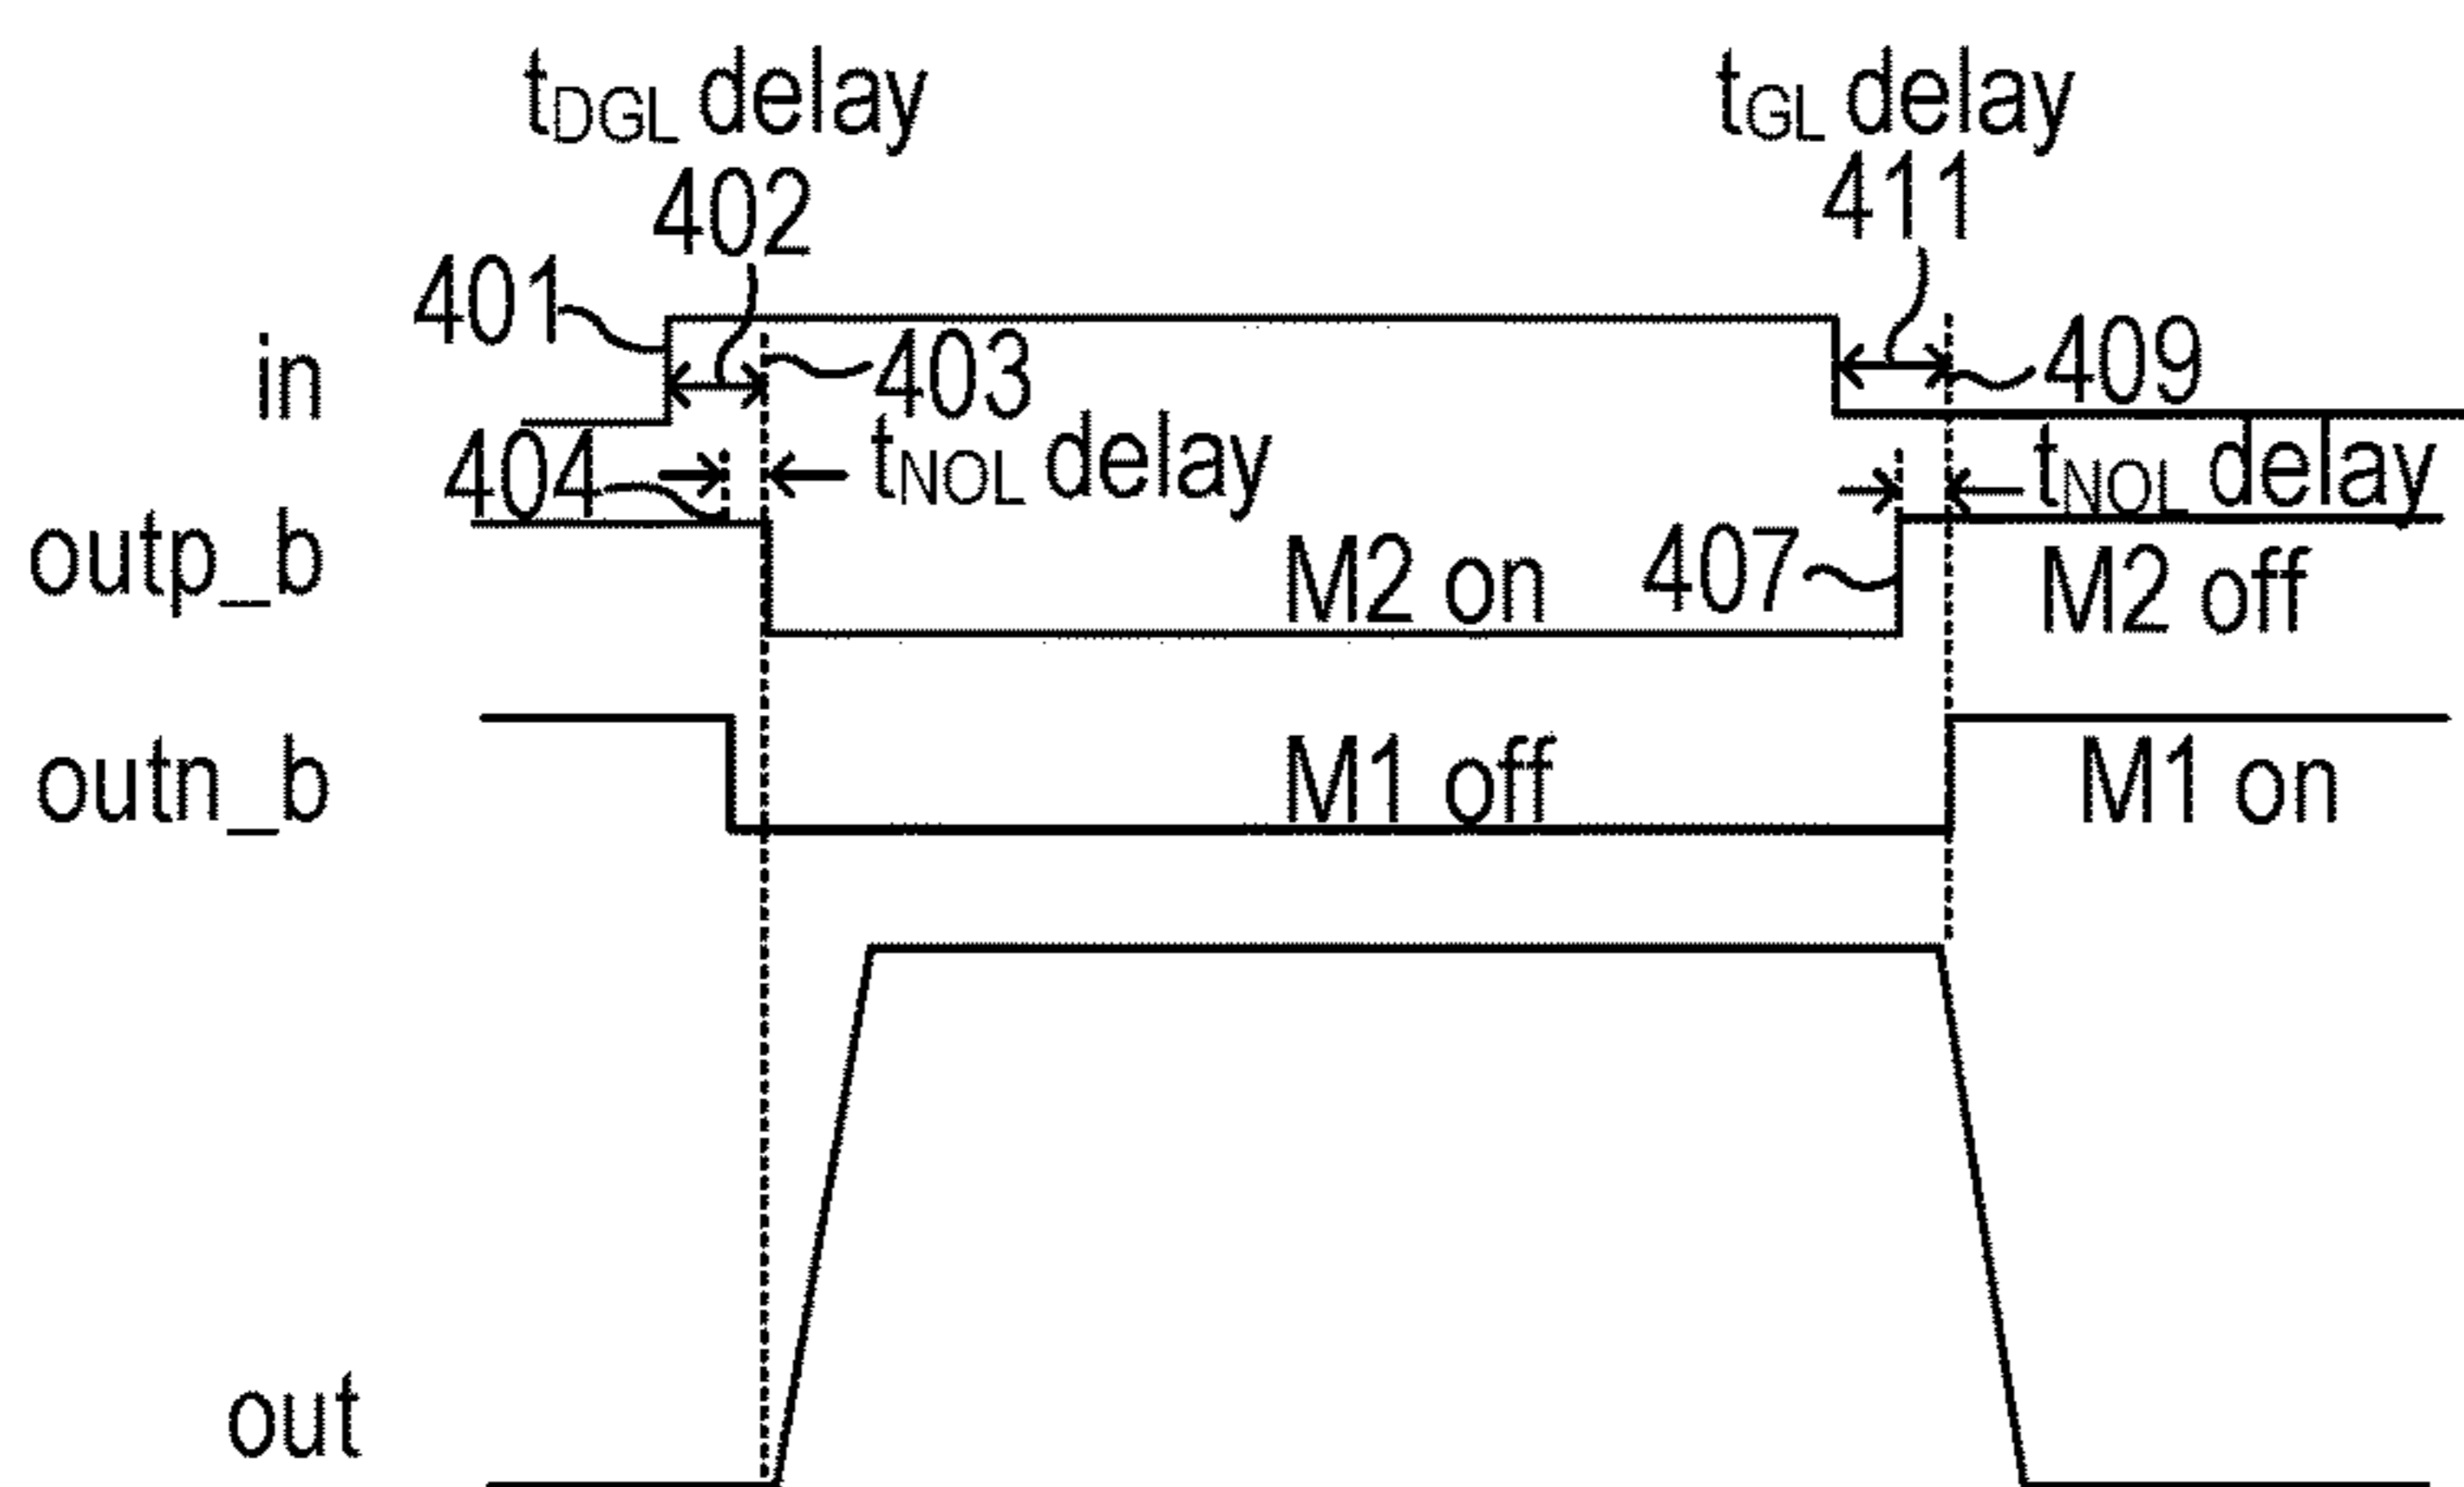 tDGL delay
402
tGL delay
411
401
in
403
409
404
tNOL delay
tNOL delay
outp_b
M2 on
407
M2 off
outn_b
M1 off
M1 on
out